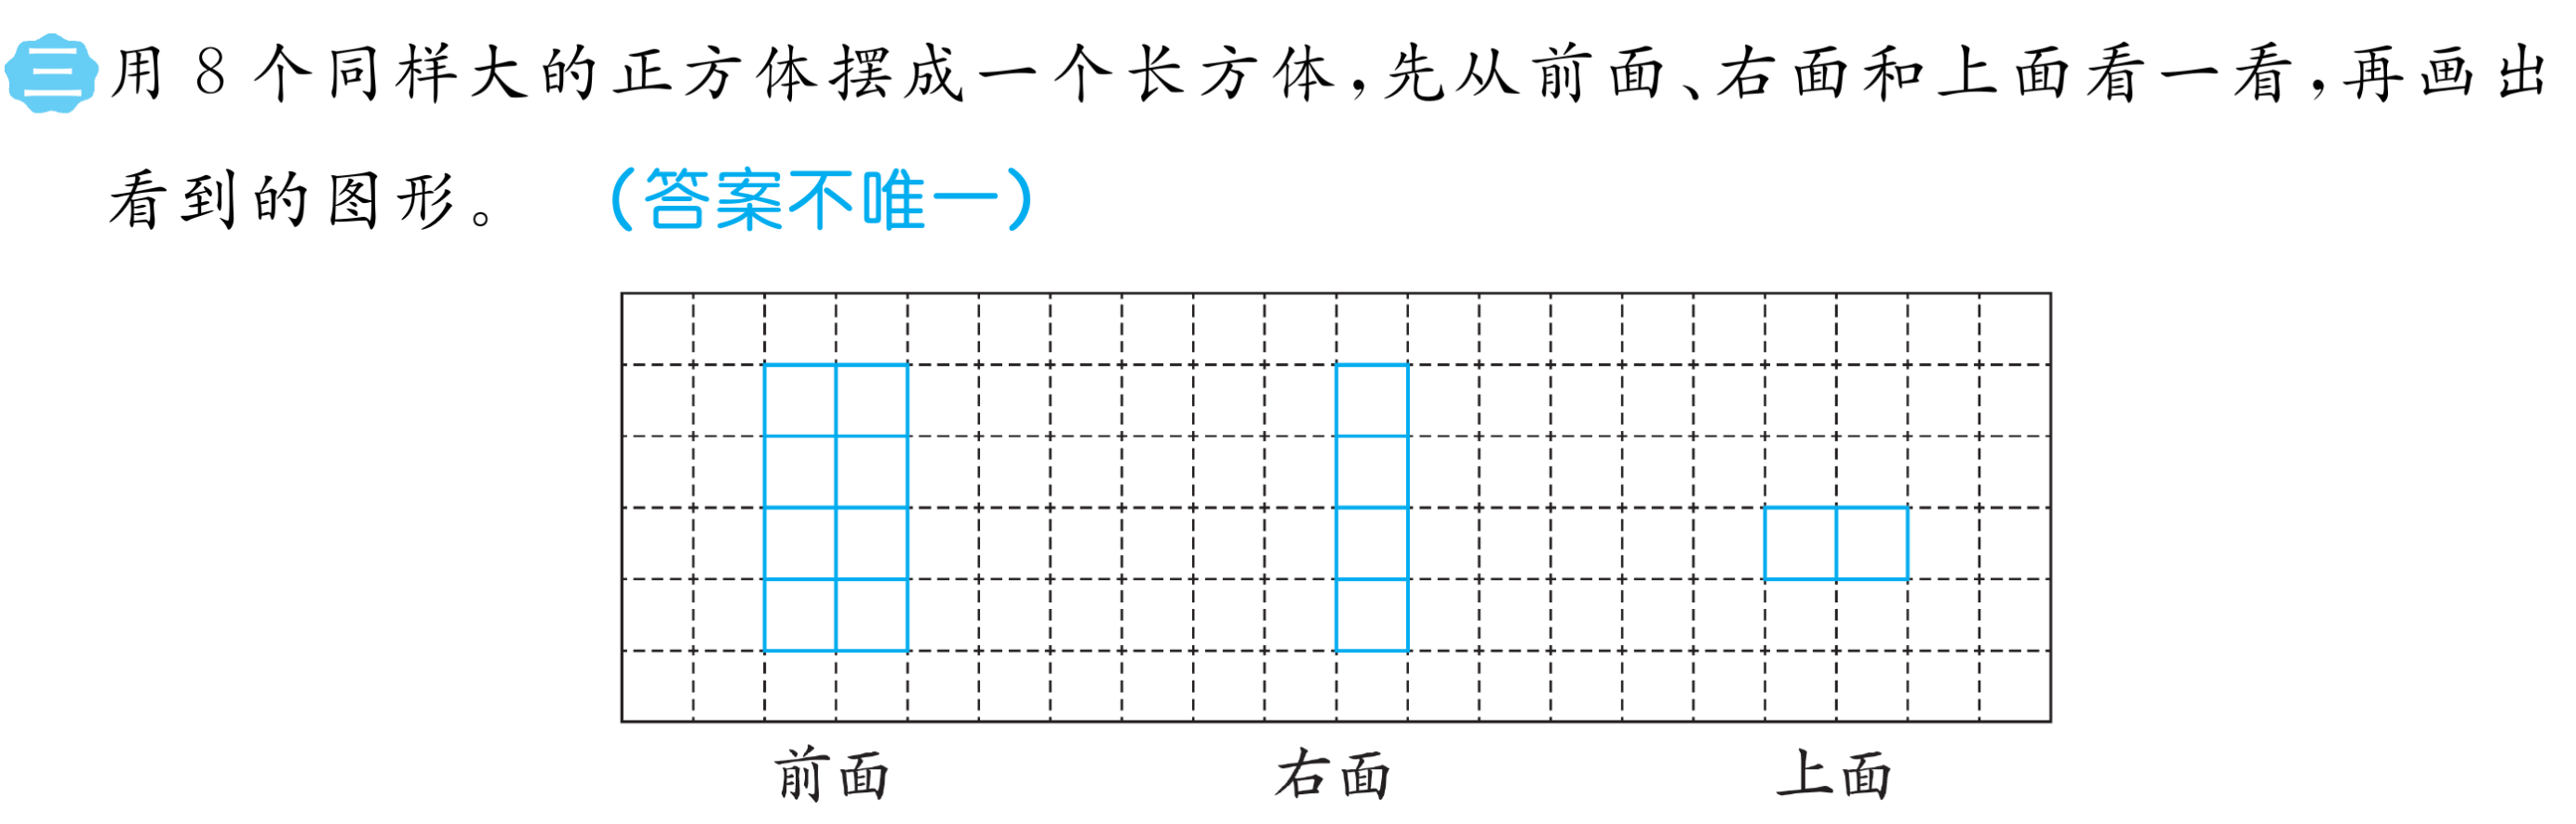 三 用 8 个同样大的正方体摆成一个长方体,先从前面、右面和上面看一看,再画出
看到的图形。 (答案不唯一)
前面 右面 上面